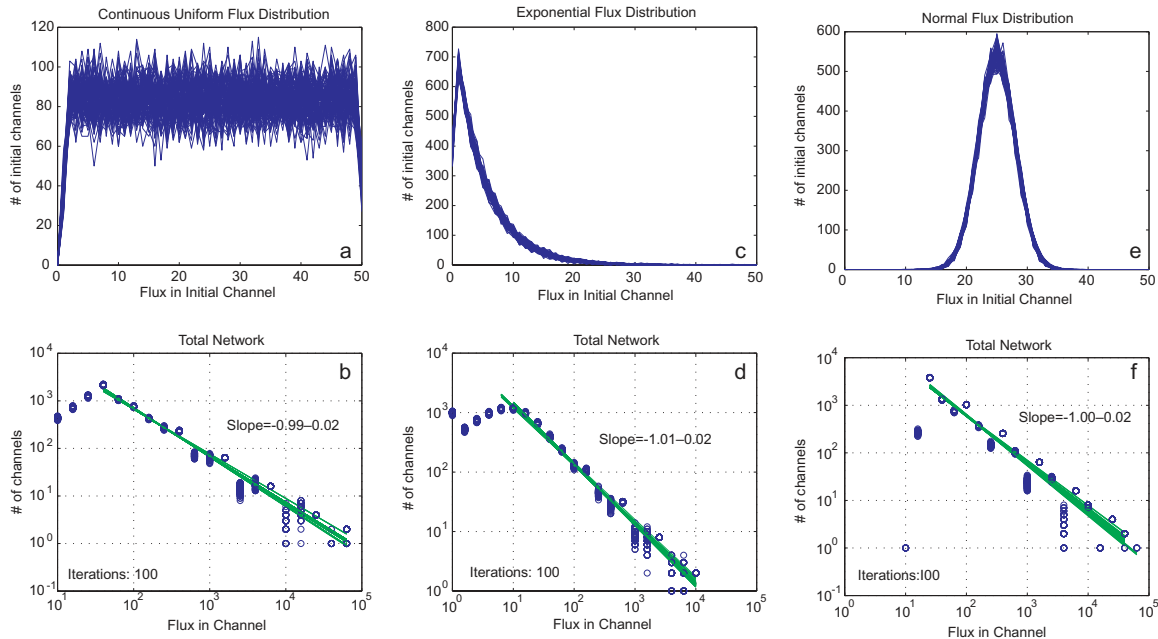 Continuous Uniform Flux Distribution
120
100
80
60
40
20
0
# of initial channels
0 10 20 30 40 50
Flux in Initial Channel
a
Exponential Flux Distribution
800
700
600
500
400
300
200
100
0
# of initial channels
0 10 20 30 40 50
Flux in Initial Channel
c
Normal Flux Distribution
600
500
400
300
200
100
0
# of initial channels
0 10 20 30 40 50
Flux in Initial Channel
e
Total Network
10^4
10^3
10^2
10^1
10^0
10^-1
# of channels
b
Slope=-0.99–0.02
Iterations: 100
10^1 10^2 10^3 10^4 10^5
Flux in Channel
Total Network
10^4
10^3
10^2
10^1
10^0
# of channels
d
Slope=-1.01–0.02
Iterations: 100
10^0 10^1 10^2 10^3 10^4 10^5
Flux in Channel
Total Network
10^4
10^3
10^2
10^1
10^0
10^-1
# of channels
f
Slope=-1.00–0.02
Iterations:I00
10^0 10^1 10^2 10^3 10^4 10^5
Flux in Channel